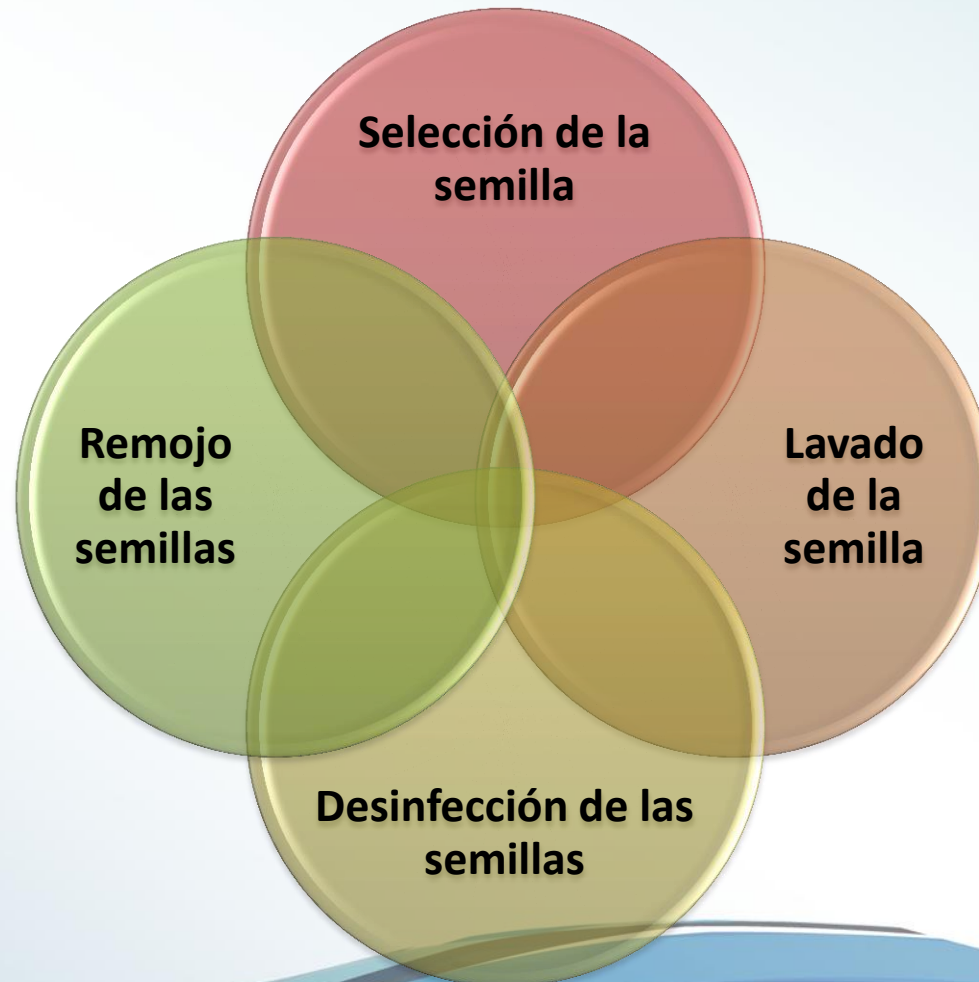 Selección de la
semilla
Lavado
de la
semilla
Desinfección de las
semillas
Remojo
de las
semillas